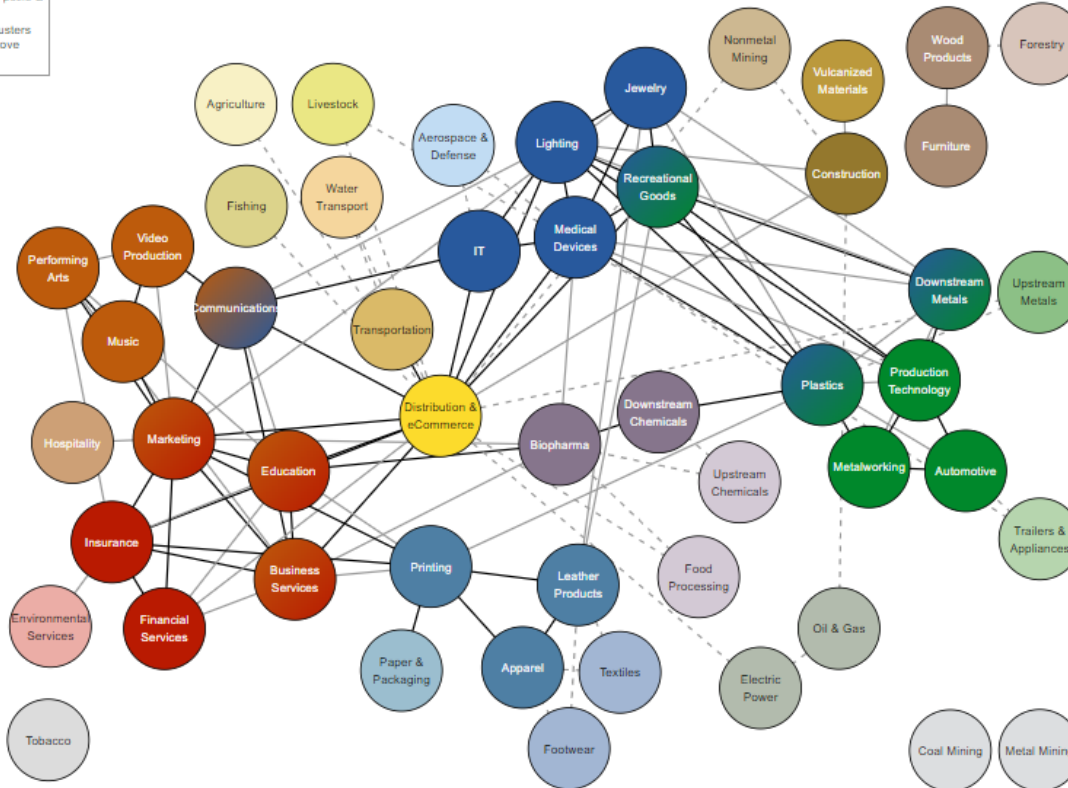 usters
ove
Nonmetal
Mining
Wood
Products
Forestry
Vulcanized
Materials
Jewelry
Agriculture
Livestock
Aerospace &
Defense
Lighting
Furniture
Construction
Recreational
Goods
Water
Transport
Fishing
Medical
Devices
IT
Video
Production
Performing
Arts
Downstream
Metals
Upstream
Metals
Communications
Transportation
Music
Production
Technology
Plastics
Distribution &
eCommerce
Downstream
Chemicals
Hospitality
Marketing
Biopharma
Education
Metalworking
Automotive
Upstream
Chemicals
Trailers &
Appliances
Insurance
Business
Services
Printing
Leather
Products
Food
Processing
Environmental
Services
Financial
Services
Oil & Gas
Paper &
Packaging
Apparel
Textiles
Electric
Power
Tobacco
Footwear
Coal Mining
Metal Minin